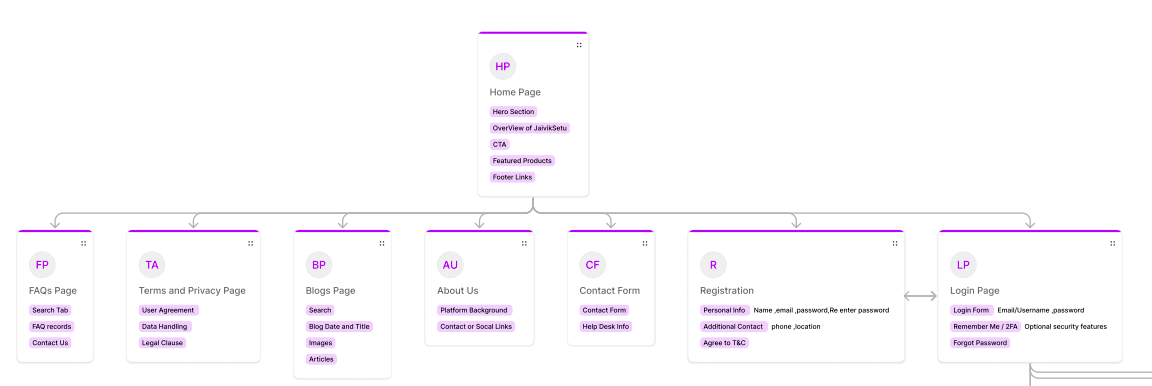 HP
Home Page
Hero Section
OverView of JaivikSetu
CTA
Featured Products
Footer Links
FP
FAQs Page
Search Tab
FAQ records
Contact Us
TA
Terms and Privacy Page
User Agreement
Data Handling
Legal Clause
BP
Blogs Page
Search
Blog Date and Title
Images
Articles
AU
About Us
Platform Background
Contact or Socal Links
CF
Contact Form
Contact Form
Help Desk Info
R
Registration
Personal Info Name ,email ,password,Re enter password
Additional Contact phone ,location
Agree to T&C
LP
Login Page
Login Form Email/Username ,password
Remember Me / 2FA Optional security features
Forgot Password